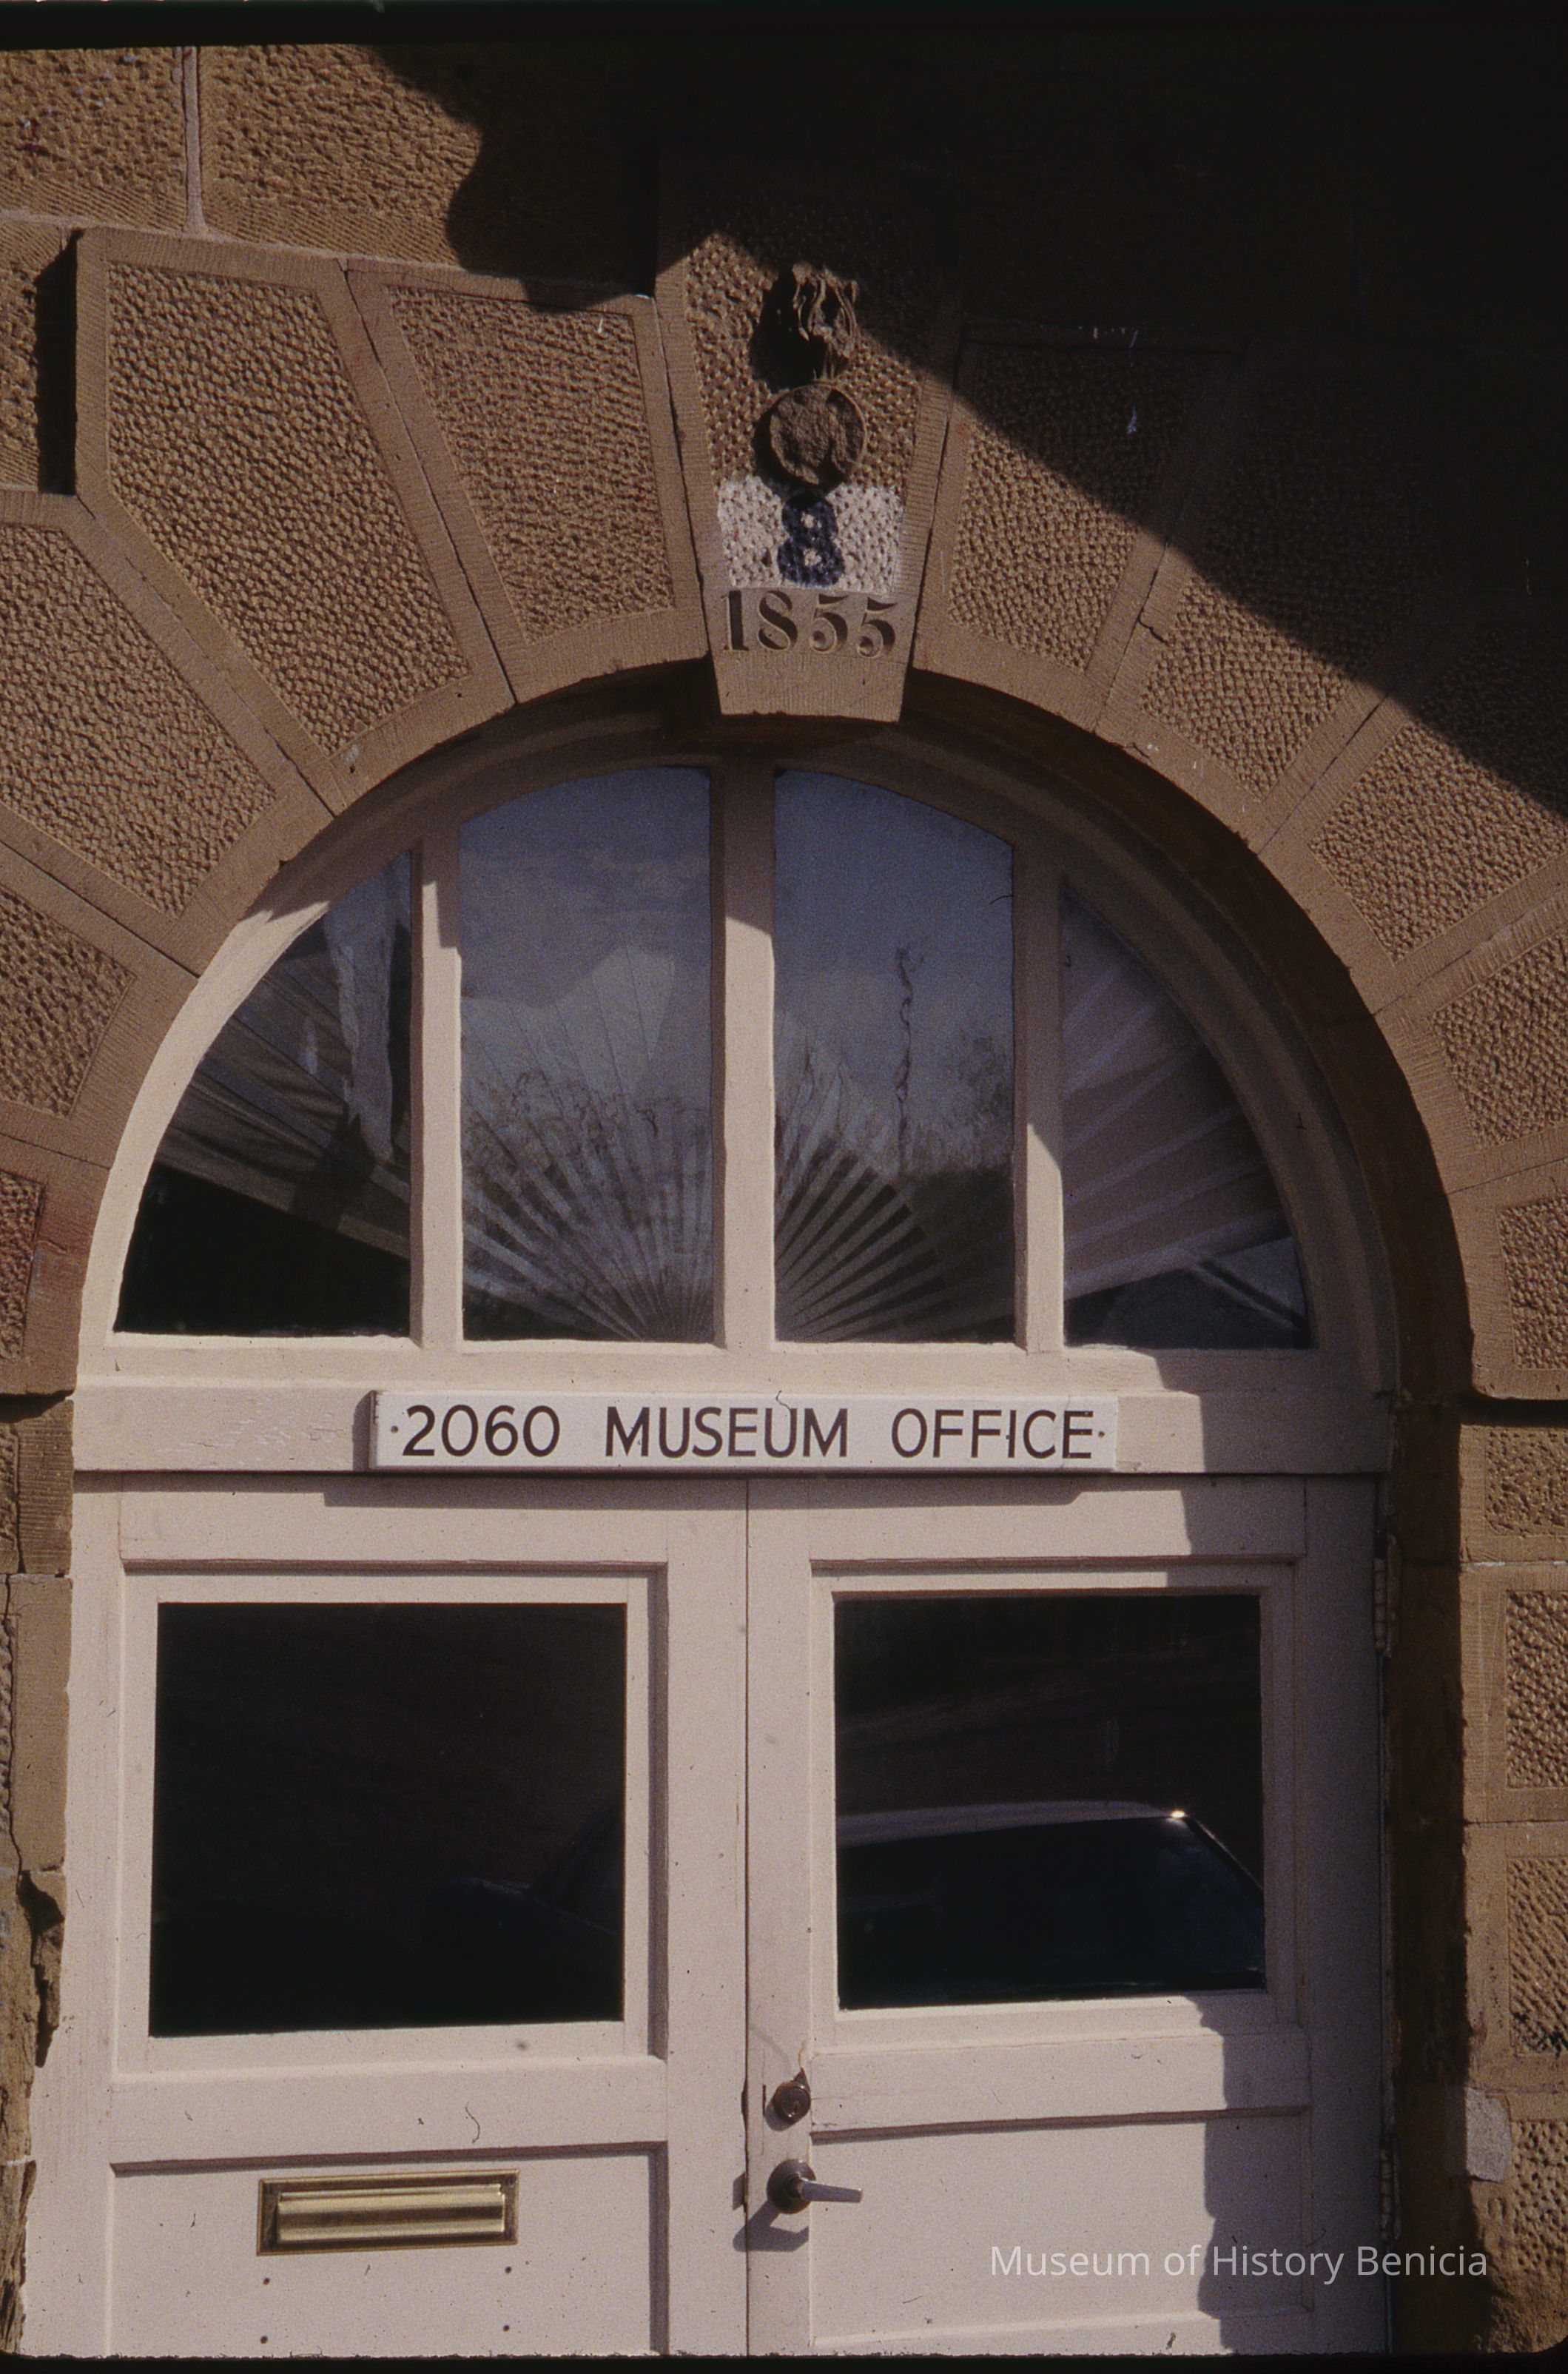 8
1855
2060 MUSEUM OFFICE
Museum of History Benicia